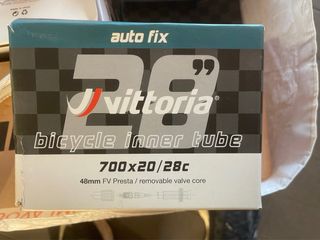 auto fix
28”
vittoria®
bicycle inner tube
700x20/28c
48mm FV Presta / removable valve core